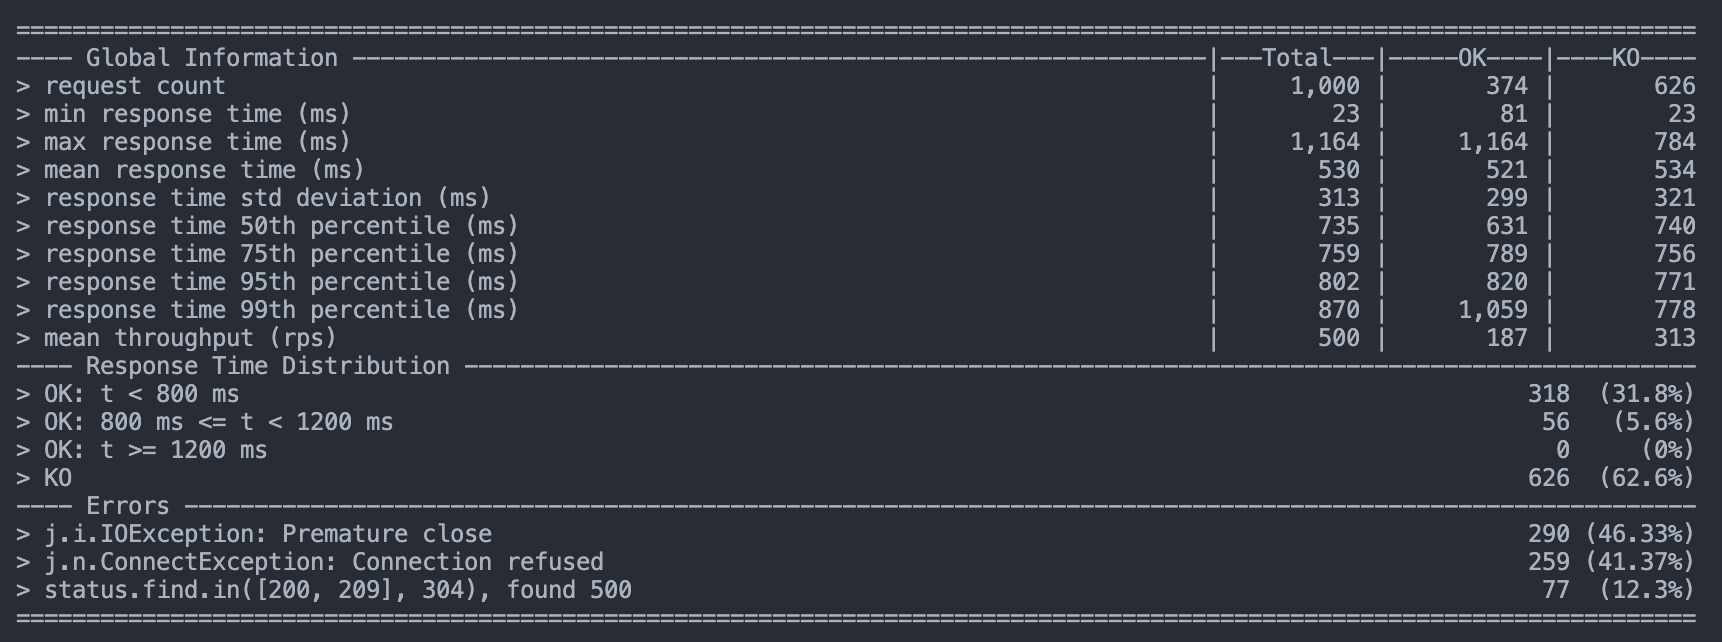 ================================================================================
---- Global Information -------------------------------------------------------------|---Total---|-----OK----|----KO----
> request count | 1,000 | 374 | 626
> min response time (ms) | 23 | 81 | 23
> max response time (ms) | 1,164 | 1,164 | 784
> mean response time (ms) | 530 | 521 | 534
> response time std deviation (ms) | 313 | 299 | 321
> response time 50th percentile (ms) | 735 | 631 | 740
> response time 75th percentile (ms) | 759 | 789 | 756
> response time 95th percentile (ms) | 802 | 820 | 771
> response time 99th percentile (ms) | 870 | 1,059 | 778
> mean throughput (rps) | 500 | 187 | 313
---- Response Time Distribution ----------------------------------------------------------------------------------------
> OK: t < 800 ms 318 (31.8%)
> OK: 800 ms <= t < 1200 ms 56 (5.6%)
> OK: t >= 1200 ms 0 (0%)
> KO 626 (62.6%)
---- Errors ------------------------------------------------------------------------------------------------------------
> j.i.IOException: Premature close 290 (46.33%)
> j.n.ConnectException: Connection refused 259 (41.37%)
> status.find.in([200, 209], 304), found 500 77 (12.3%)
================================================================================